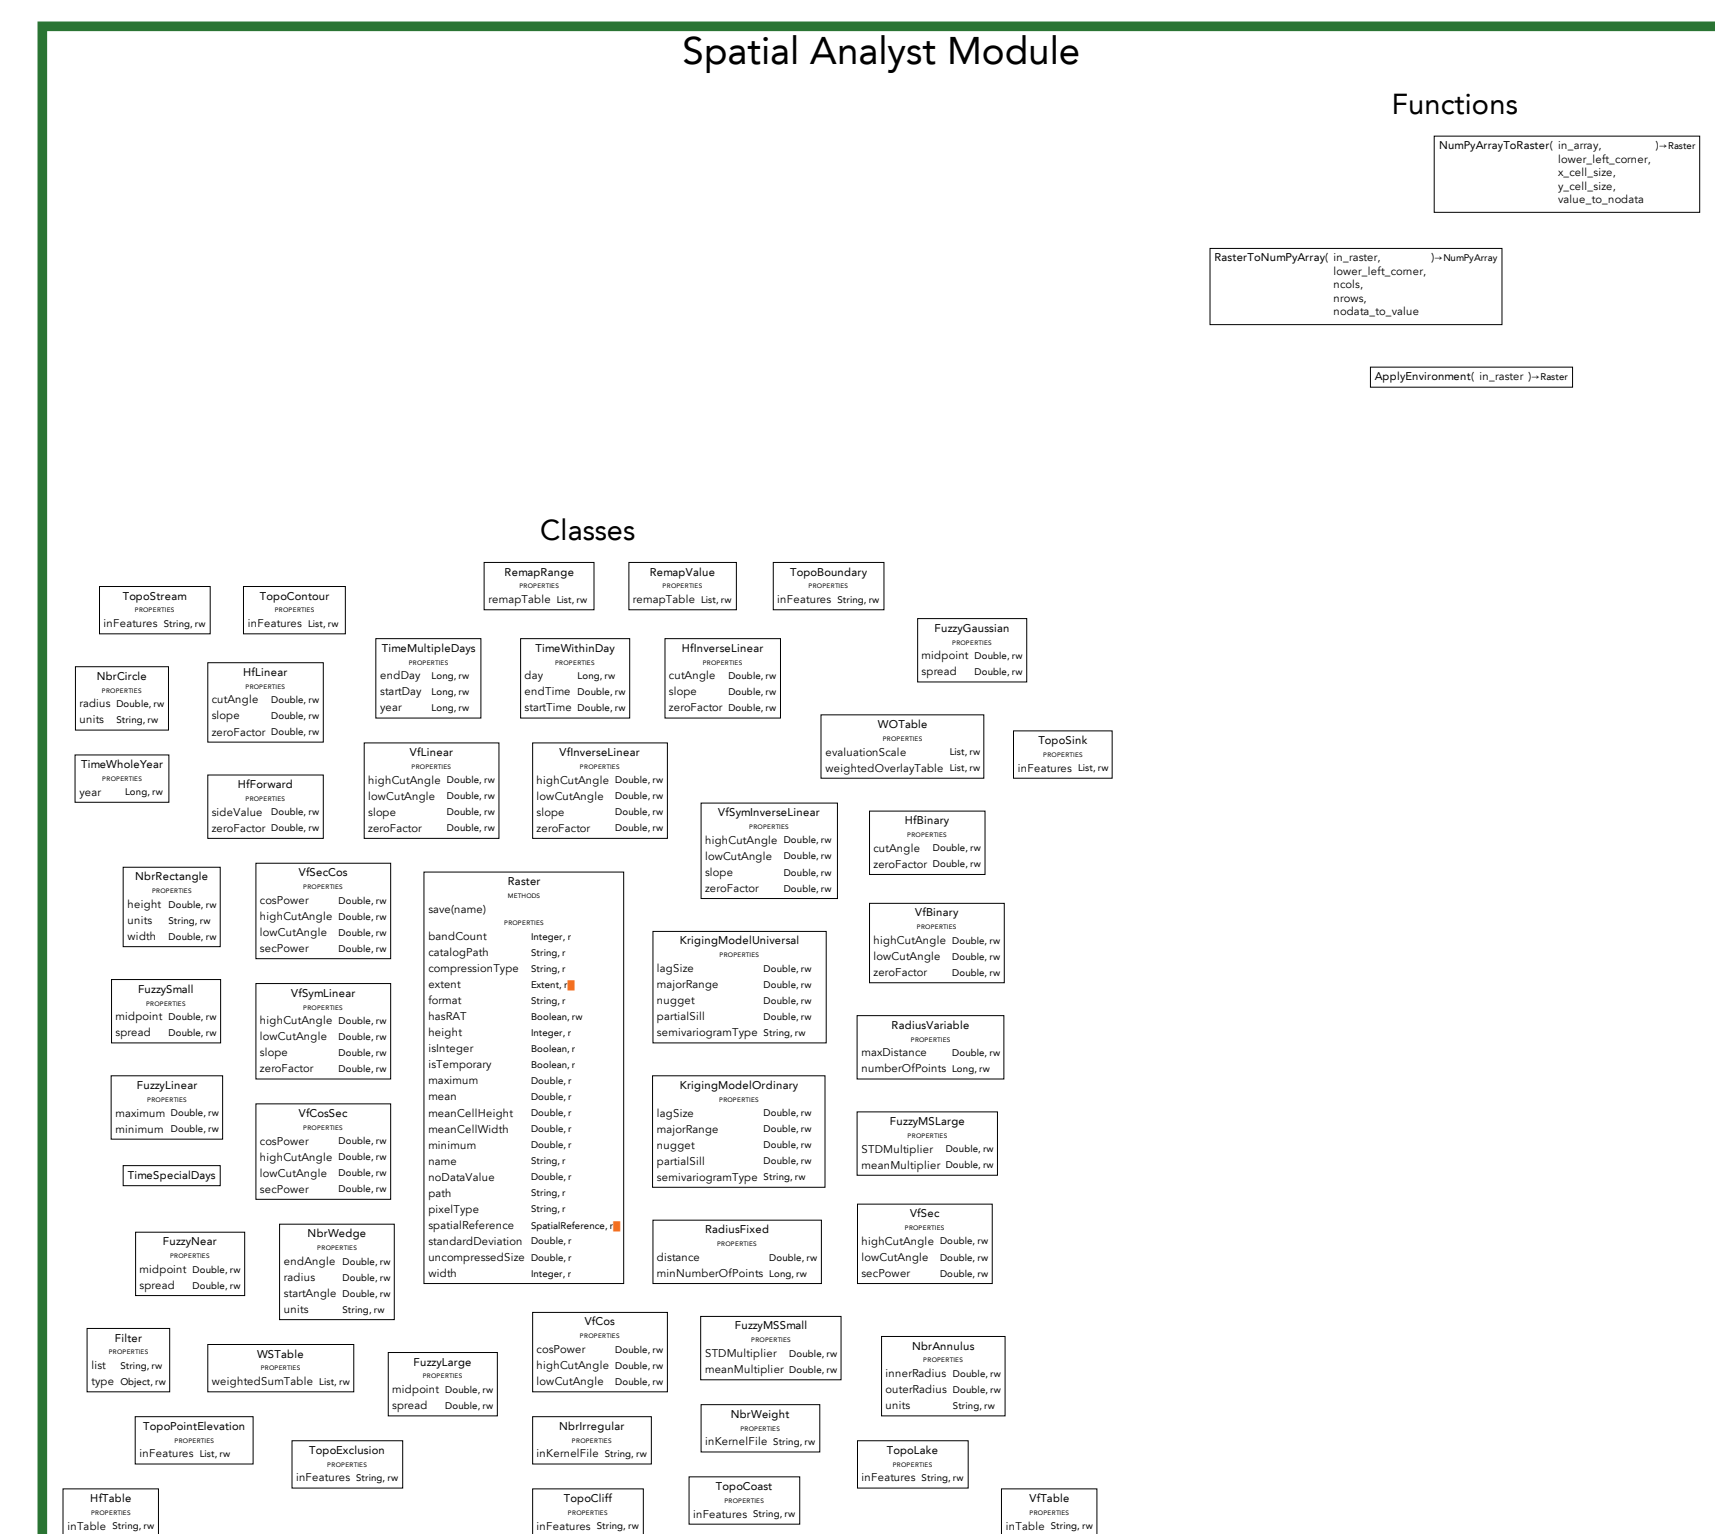 Spatial Analyst Module
Functions
NumPyArrayToRaster( in_array, )→Raster
lower_left_corner,
x_cell_size,
y_cell_size,
value_to_nodata
RasterToNumPyArray( in_raster, )→NumPyArray
lower_left_corner,
ncols,
nrows,
nodata_to_value
ApplyEnvironment( in_raster )→Raster
Classes
RemapRange
PROPERTIES
remapTable List, rw
RemapValue
PROPERTIES
remapTable List, rw
TopoBoundary
PROPERTIES
inFeatures String, rw
TopoStream
PROPERTIES
inFeatures String, rw
TopoContour
PROPERTIES
inFeatures List, rw
FuzzyGaussian
PROPERTIES
midpoint Double, rw
spread Double, rw
TimeMultipleDays
PROPERTIES
endDay Long, rw
startDay Long, rw
year Long, rw
TimeWithinDay
PROPERTIES
day Long, rw
endTime Double, rw
startTime Double, rw
HfInverseLinear
PROPERTIES
cutAngle Double, rw
slope Double, rw
zeroFactor Double, rw
NbrCircle
PROPERTIES
radius Double, rw
units String, rw
HfLinear
PROPERTIES
cutAngle Double, rw
slope Double, rw
zeroFactor Double, rw
WOTable
PROPERTIES
evaluationScale List, rw
weightedOverlayTable List, rw
TopoSink
PROPERTIES
inFeatures List, rw
TimeWholeYear
PROPERTIES
year Long, rw
HfForward
PROPERTIES
sideValue Double, rw
zeroFactor Double, rw
VfLinear
PROPERTIES
highCutAngle Double, rw
lowCutAngle Double, rw
slope Double, rw
zeroFactor Double, rw
VfInverseLinear
PROPERTIES
highCutAngle Double, rw
lowCutAngle Double, rw
slope Double, rw
zeroFactor Double, rw
VfSymInverseLinear
PROPERTIES
highCutAngle Double, rw
lowCutAngle Double, rw
slope Double, rw
zeroFactor Double, rw
HfBinary
PROPERTIES
cutAngle Double, rw
zeroFactor Double, rw
NbrRectangle
PROPERTIES
height Double, rw
units String, rw
width Double, rw
VfSecCos
PROPERTIES
cosPower Double, rw
highCutAngle Double, rw
lowCutAngle Double, rw
secPower Double, rw
Raster
METHODS
save(name)
PROPERTIES
bandCount Integer, r
catalogPath String, r
compressionType String, r
extent Extent, r
format String, r
hasRAT Boolean, rw
height Integer, r
isInteger Boolean, r
isTemporary Boolean, r
maximum Double, r
mean Double, r
meanCellHeight Double, r
meanCellWidth Double, r
minimum Double, r
name String, r
noDataValue Double, r
path String, r
pixelType String, r
spatialReference SpatialReference, r
standardDeviation Double, r
uncompressedSize Double, r
width Integer, r
VfBinary
PROPERTIES
highCutAngle Double, rw
lowCutAngle Double, rw
zeroFactor Double, rw
KrigingModelUniversal
PROPERTIES
lagSize Double, rw
majorRange Double, rw
nugget Double, rw
partialSill Double, rw
semivariogramType String, rw
FuzzySmall
PROPERTIES
midpoint Double, rw
spread Double, rw
VfSymLinear
PROPERTIES
highCutAngle Double, rw
lowCutAngle Double, rw
slope Double, rw
zeroFactor Double, rw
RadiusVariable
PROPERTIES
maxDistance Double, rw
numberOfPoints Long, rw
FuzzyLinear
PROPERTIES
maximum Double, rw
minimum Double, rw
KrigingModelOrdinary
PROPERTIES
lagSize Double, rw
majorRange Double, rw
nugget Double, rw
partialSill Double, rw
semivariogramType String, rw
VfCosSec
PROPERTIES
cosPower Double, rw
highCutAngle Double, rw
lowCutAngle Double, rw
secPower Double, rw
FuzzyMSLarge
PROPERTIES
STDMultiplier Double, rw
meanMultiplier Double, rw
TimeSpecialDays
VfSec
PROPERTIES
highCutAngle Double, rw
lowCutAngle Double, rw
secPower Double, rw
RadiusFixed
PROPERTIES
distance Double, rw
minNumberOfPoints Long, rw
NbrWedge
PROPERTIES
endAngle Double, rw
radius Double, rw
startAngle Double, rw
units String, rw
FuzzyNear
PROPERTIES
midpoint Double, rw
spread Double, rw
VfCos
PROPERTIES
cosPower Double, rw
highCutAngle Double, rw
lowCutAngle Double, rw
FuzzyMSSmall
PROPERTIES
STDMultiplier Double, rw
meanMultiplier Double, rw
Filter
PROPERTIES
list String, rw
type Object, rw
NbrAnnulus
PROPERTIES
innerRadius Double, rw
outerRadius Double, rw
units String, rw
WSTable
PROPERTIES
weightedSumTable List, rw
FuzzyLarge
PROPERTIES
midpoint Double, rw
spread Double, rw
NbrWeight
PROPERTIES
inKernelFile String, rw
TopoPointElevation
PROPERTIES
inFeatures List, rw
NbrIrregular
PROPERTIES
inKernelFile String, rw
TopoExclusion
PROPERTIES
inFeatures String, rw
TopoLake
PROPERTIES
inFeatures String, rw
TopoCoast
PROPERTIES
inFeatures String, rw
HfTable
PROPERTIES
inTable String, rw
TopoCliff
PROPERTIES
inFeatures String, rw
VfTable
PROPERTIES
inTable String, rw